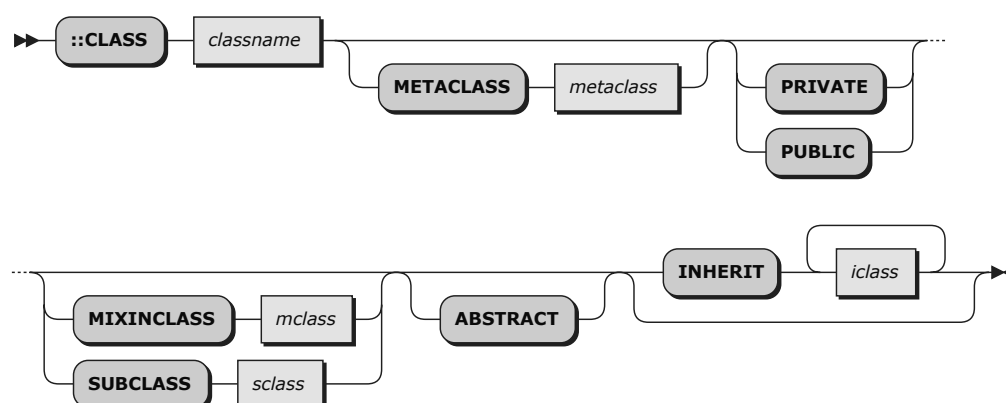 ::CLASS classname
METACLASS metaclass PRIVATE
PUBLIC
INHERIT iclass
MIXINCLASS mclass ABSTRACT
SUBCLASS sclass